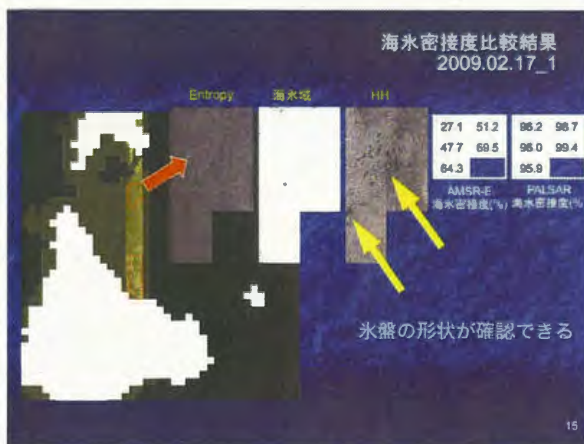 海氷密接度比較結果
2009.02.17_1
Entropy 海氷域 HH
27.1 51.2
47.7 69.5
64.3
96.2 98.7
98.0 99.4
95.9
AMSR-E
海氷密接度(%)
PALSAR
海氷密接度(%
氷盤の形状が確認できる
15